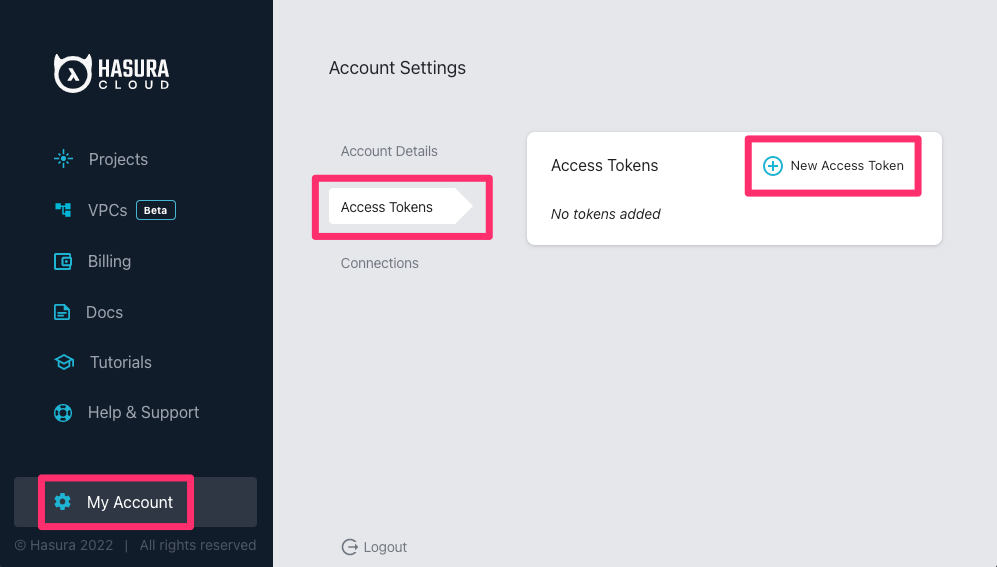 HASURA
CLOUD
Projects
VPCs Beta
Billing
Docs
Tutorials
Help & Support
My Account
© Hasura 2022 | All rights reserved
Account Settings
Account Details
Access Tokens
Connections
Logout
Access Tokens
New Access Token
No tokens added